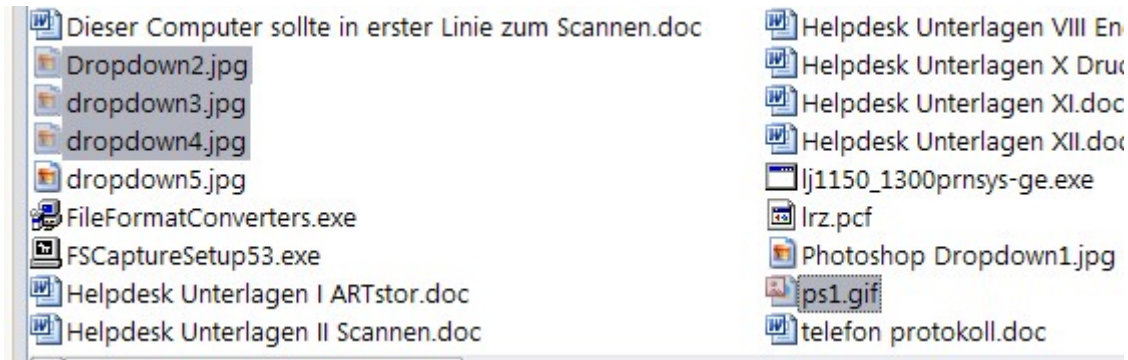 Dieser Computer sollte in erster Linie zum Scannen.doc
Dropdown2.jpg
dropdown3.jpg
dropdown4.jpg
dropdown5.jpg
FileFormatConverters.exe
FSCaptureSetup53.exe
Helpdesk Unterlagen I ARTstor.doc
Helpdesk Unterlagen II Scannen.doc
Helpdesk Unterlagen VIII
Helpdesk Unterlagen X
Helpdesk Unterlagen XI.doc
Helpdesk Unterlagen XII.doc
lj1150_1300prnsys-ge.exe
lrz.pcf
Photoshop Dropdown1.jpg
ps1.gif
telefon protokoll.doc